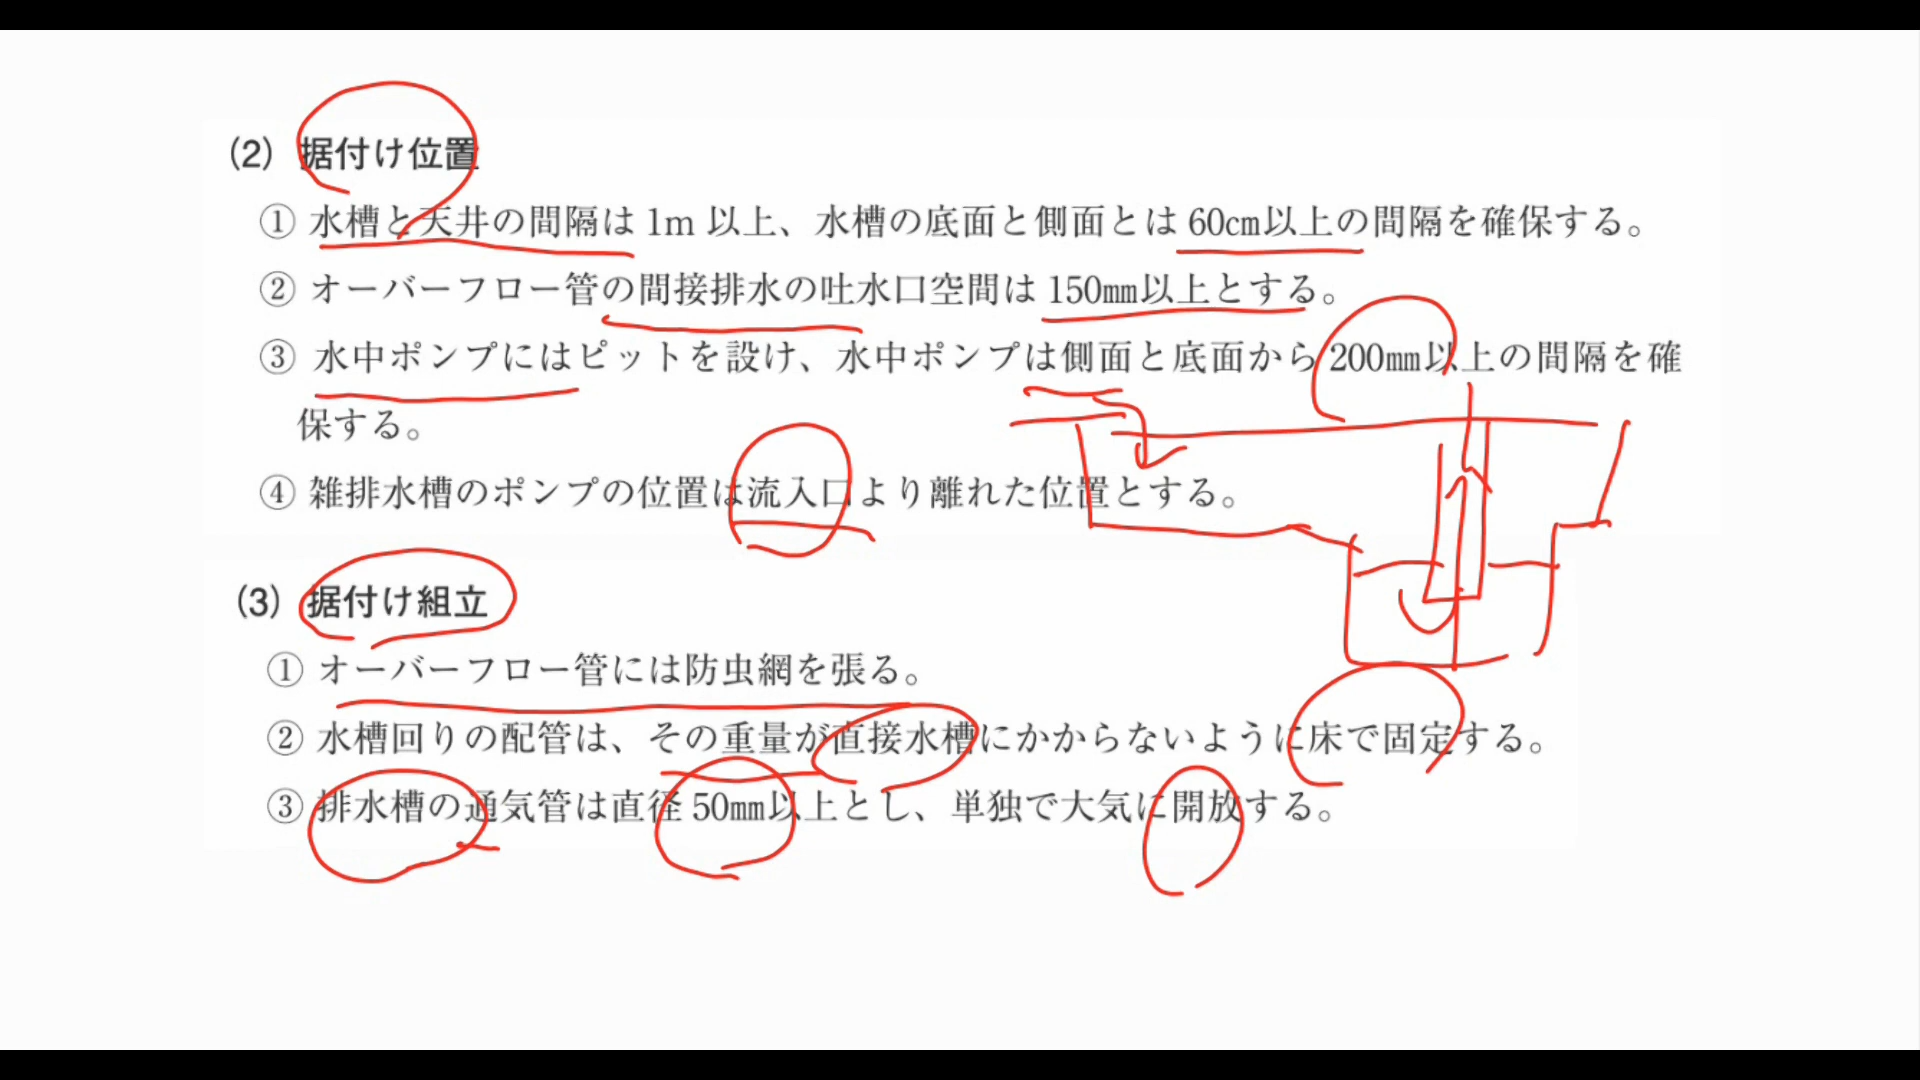 (2) 据付け位置
① 水槽と天井の間隔は 1m 以上、水槽の底面と側面とは 60cm以上の間隔を確保する。
② オーバーフロー管の間接排水の吐水口空間は 150mm以上とする。
③ 水中ポンプにはピットを設け、水中ポンプは側面と底面から 200mm以上の間隔を確
保する。
④ 雑排水槽のポンプの位置は流入口より離れた位置とする。
(3) 据付け組立
① オーバーフロー管には防虫網を張る。
② 水槽回りの配管は、その重量が直接水槽にかからないように床で固定する。
③ 排水槽の通気管は直径 50mm以上とし、単独で大気に開放する。